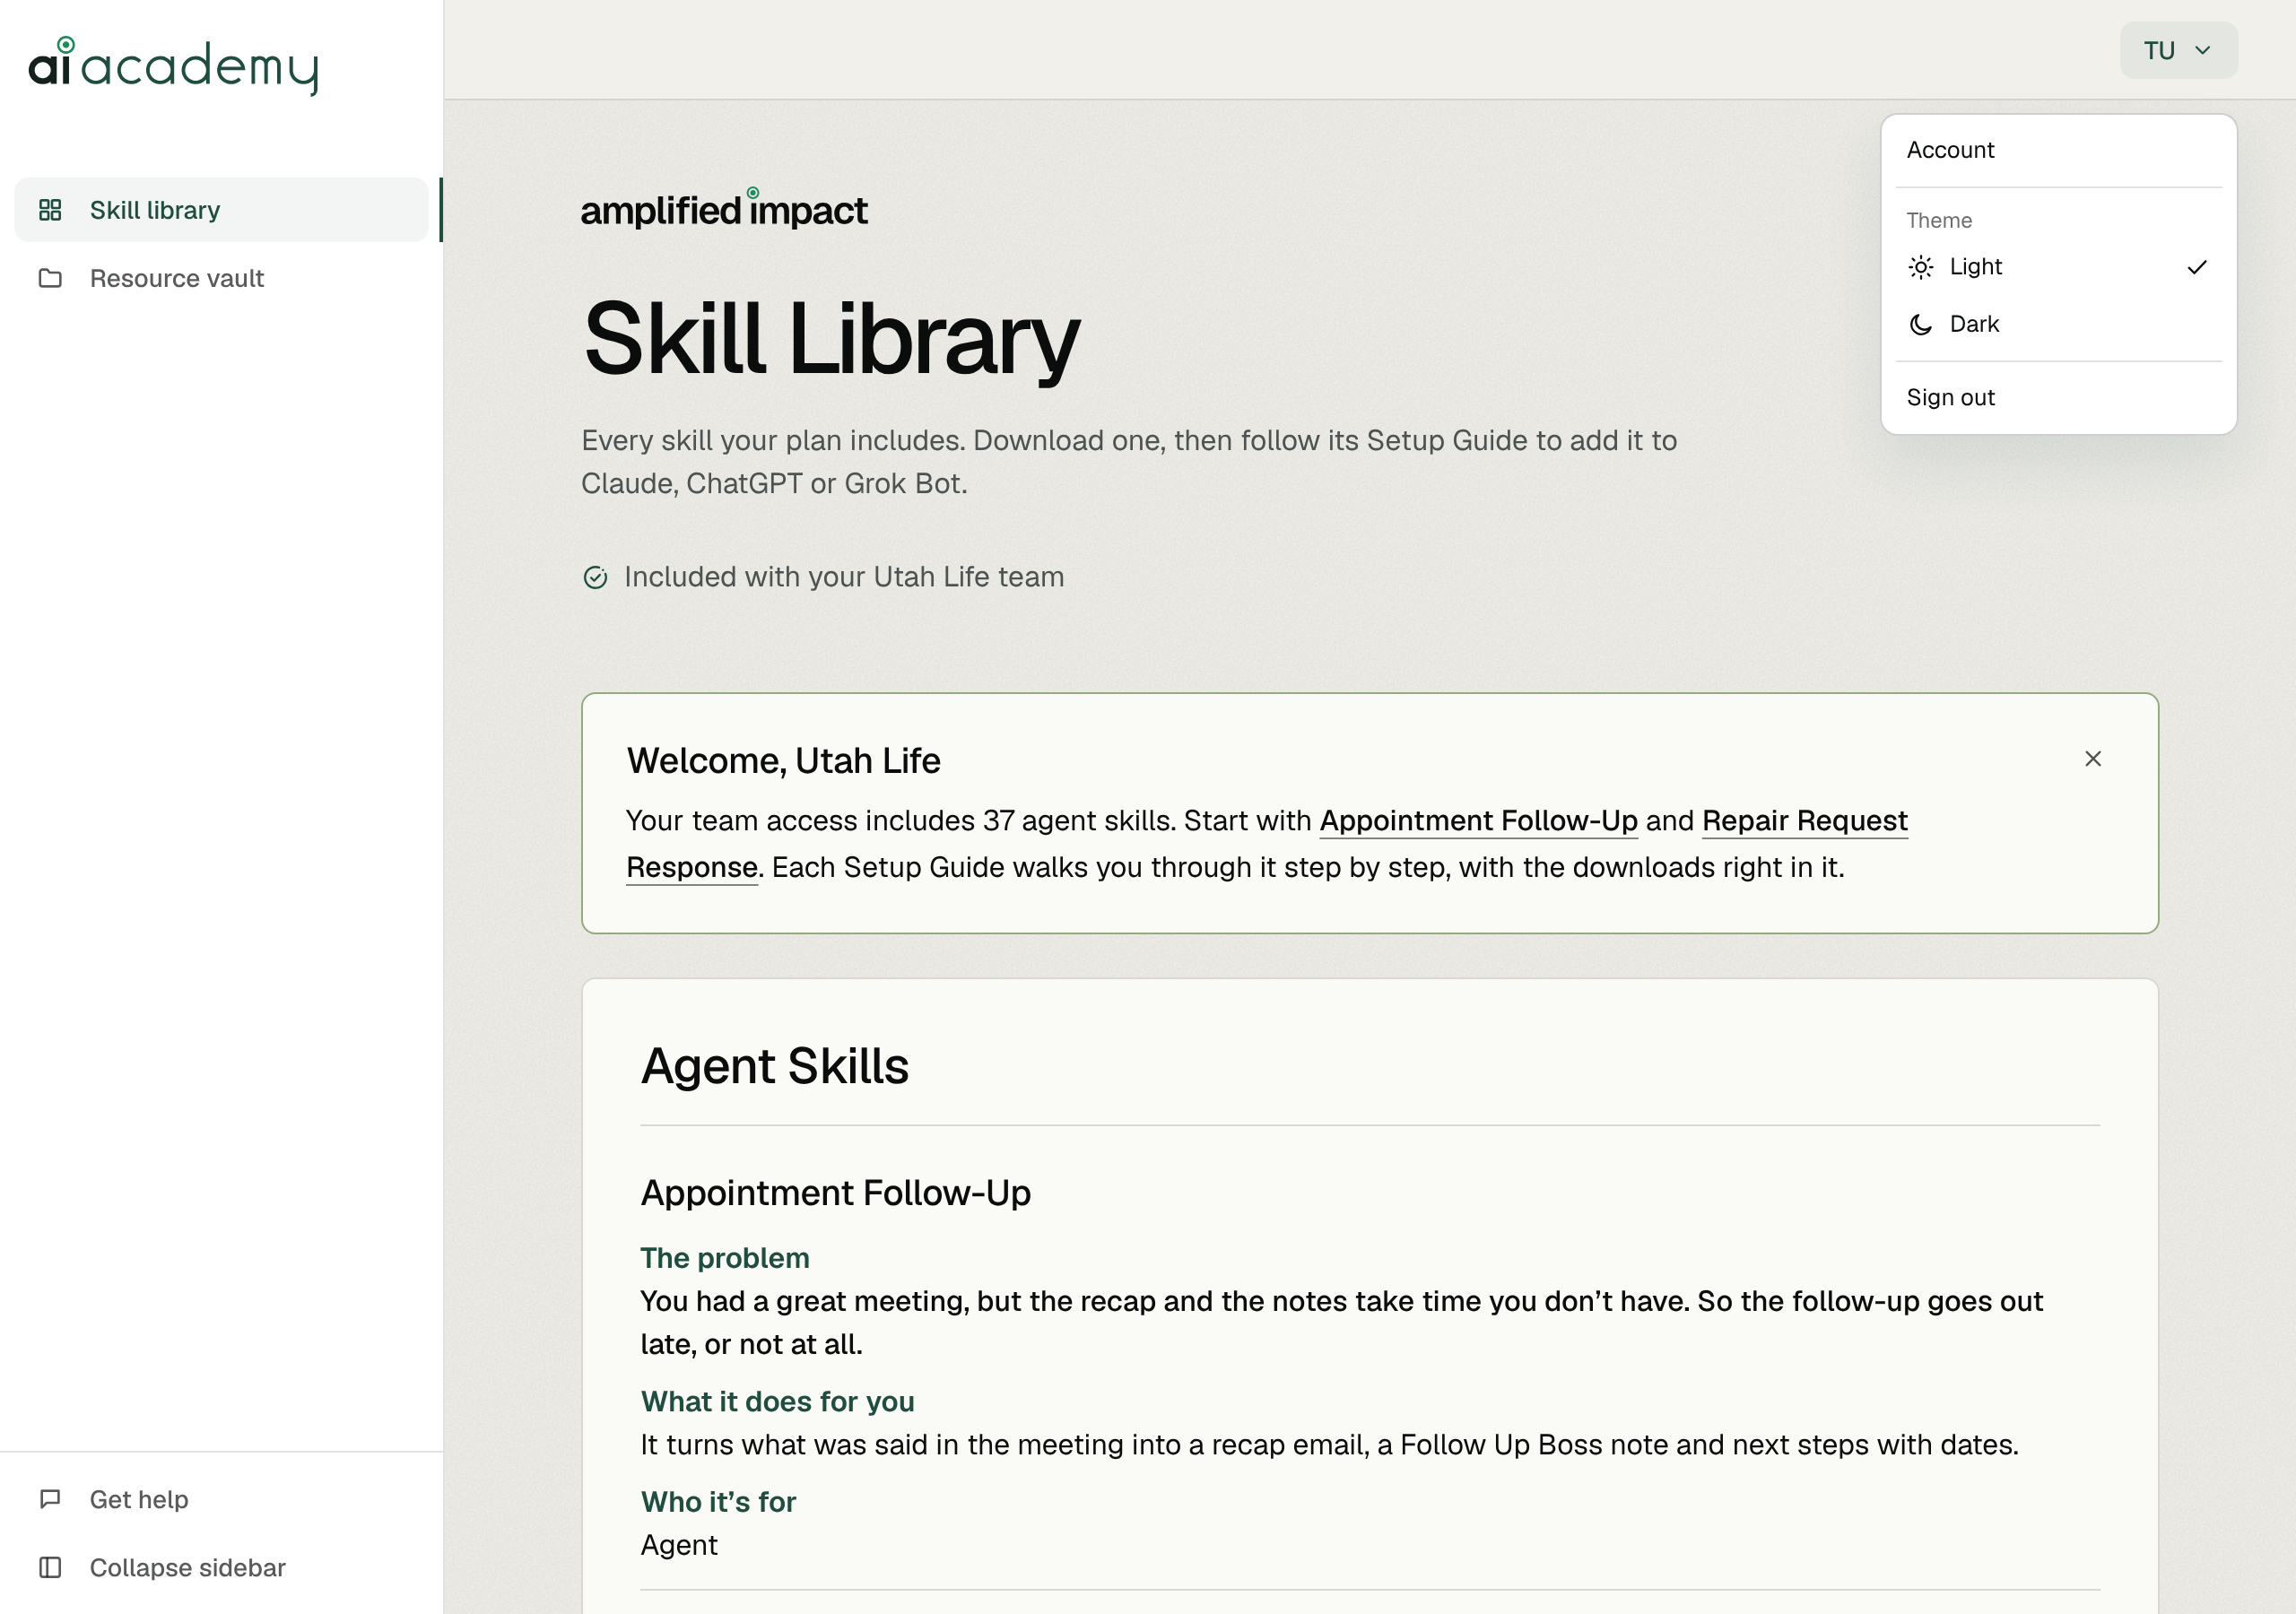 ai academy
Skill library
Resource vault
Get help
Collapse sidebar
TU
Account
Theme
Light
Dark
Sign out
amplified impact
Skill Library
Every skill your plan includes. Download one, then follow its Setup Guide to add it to
Claude, ChatGPT or Grok Bot.
Included with your Utah Life team
Welcome, Utah Life
Your team access includes 37 agent skills. Start with Appointment Follow-Up and Repair Request
Response. Each Setup Guide walks you through it step by step, with the downloads right in it.
Agent Skills
Appointment Follow-Up
The problem
You had a great meeting, but the recap and the notes take time you don’t have. So the follow-up goes out
late, or not at all.
What it does for you
It turns what was said in the meeting into a recap email, a Follow Up Boss note and next steps with dates.
Who it’s for
Agent